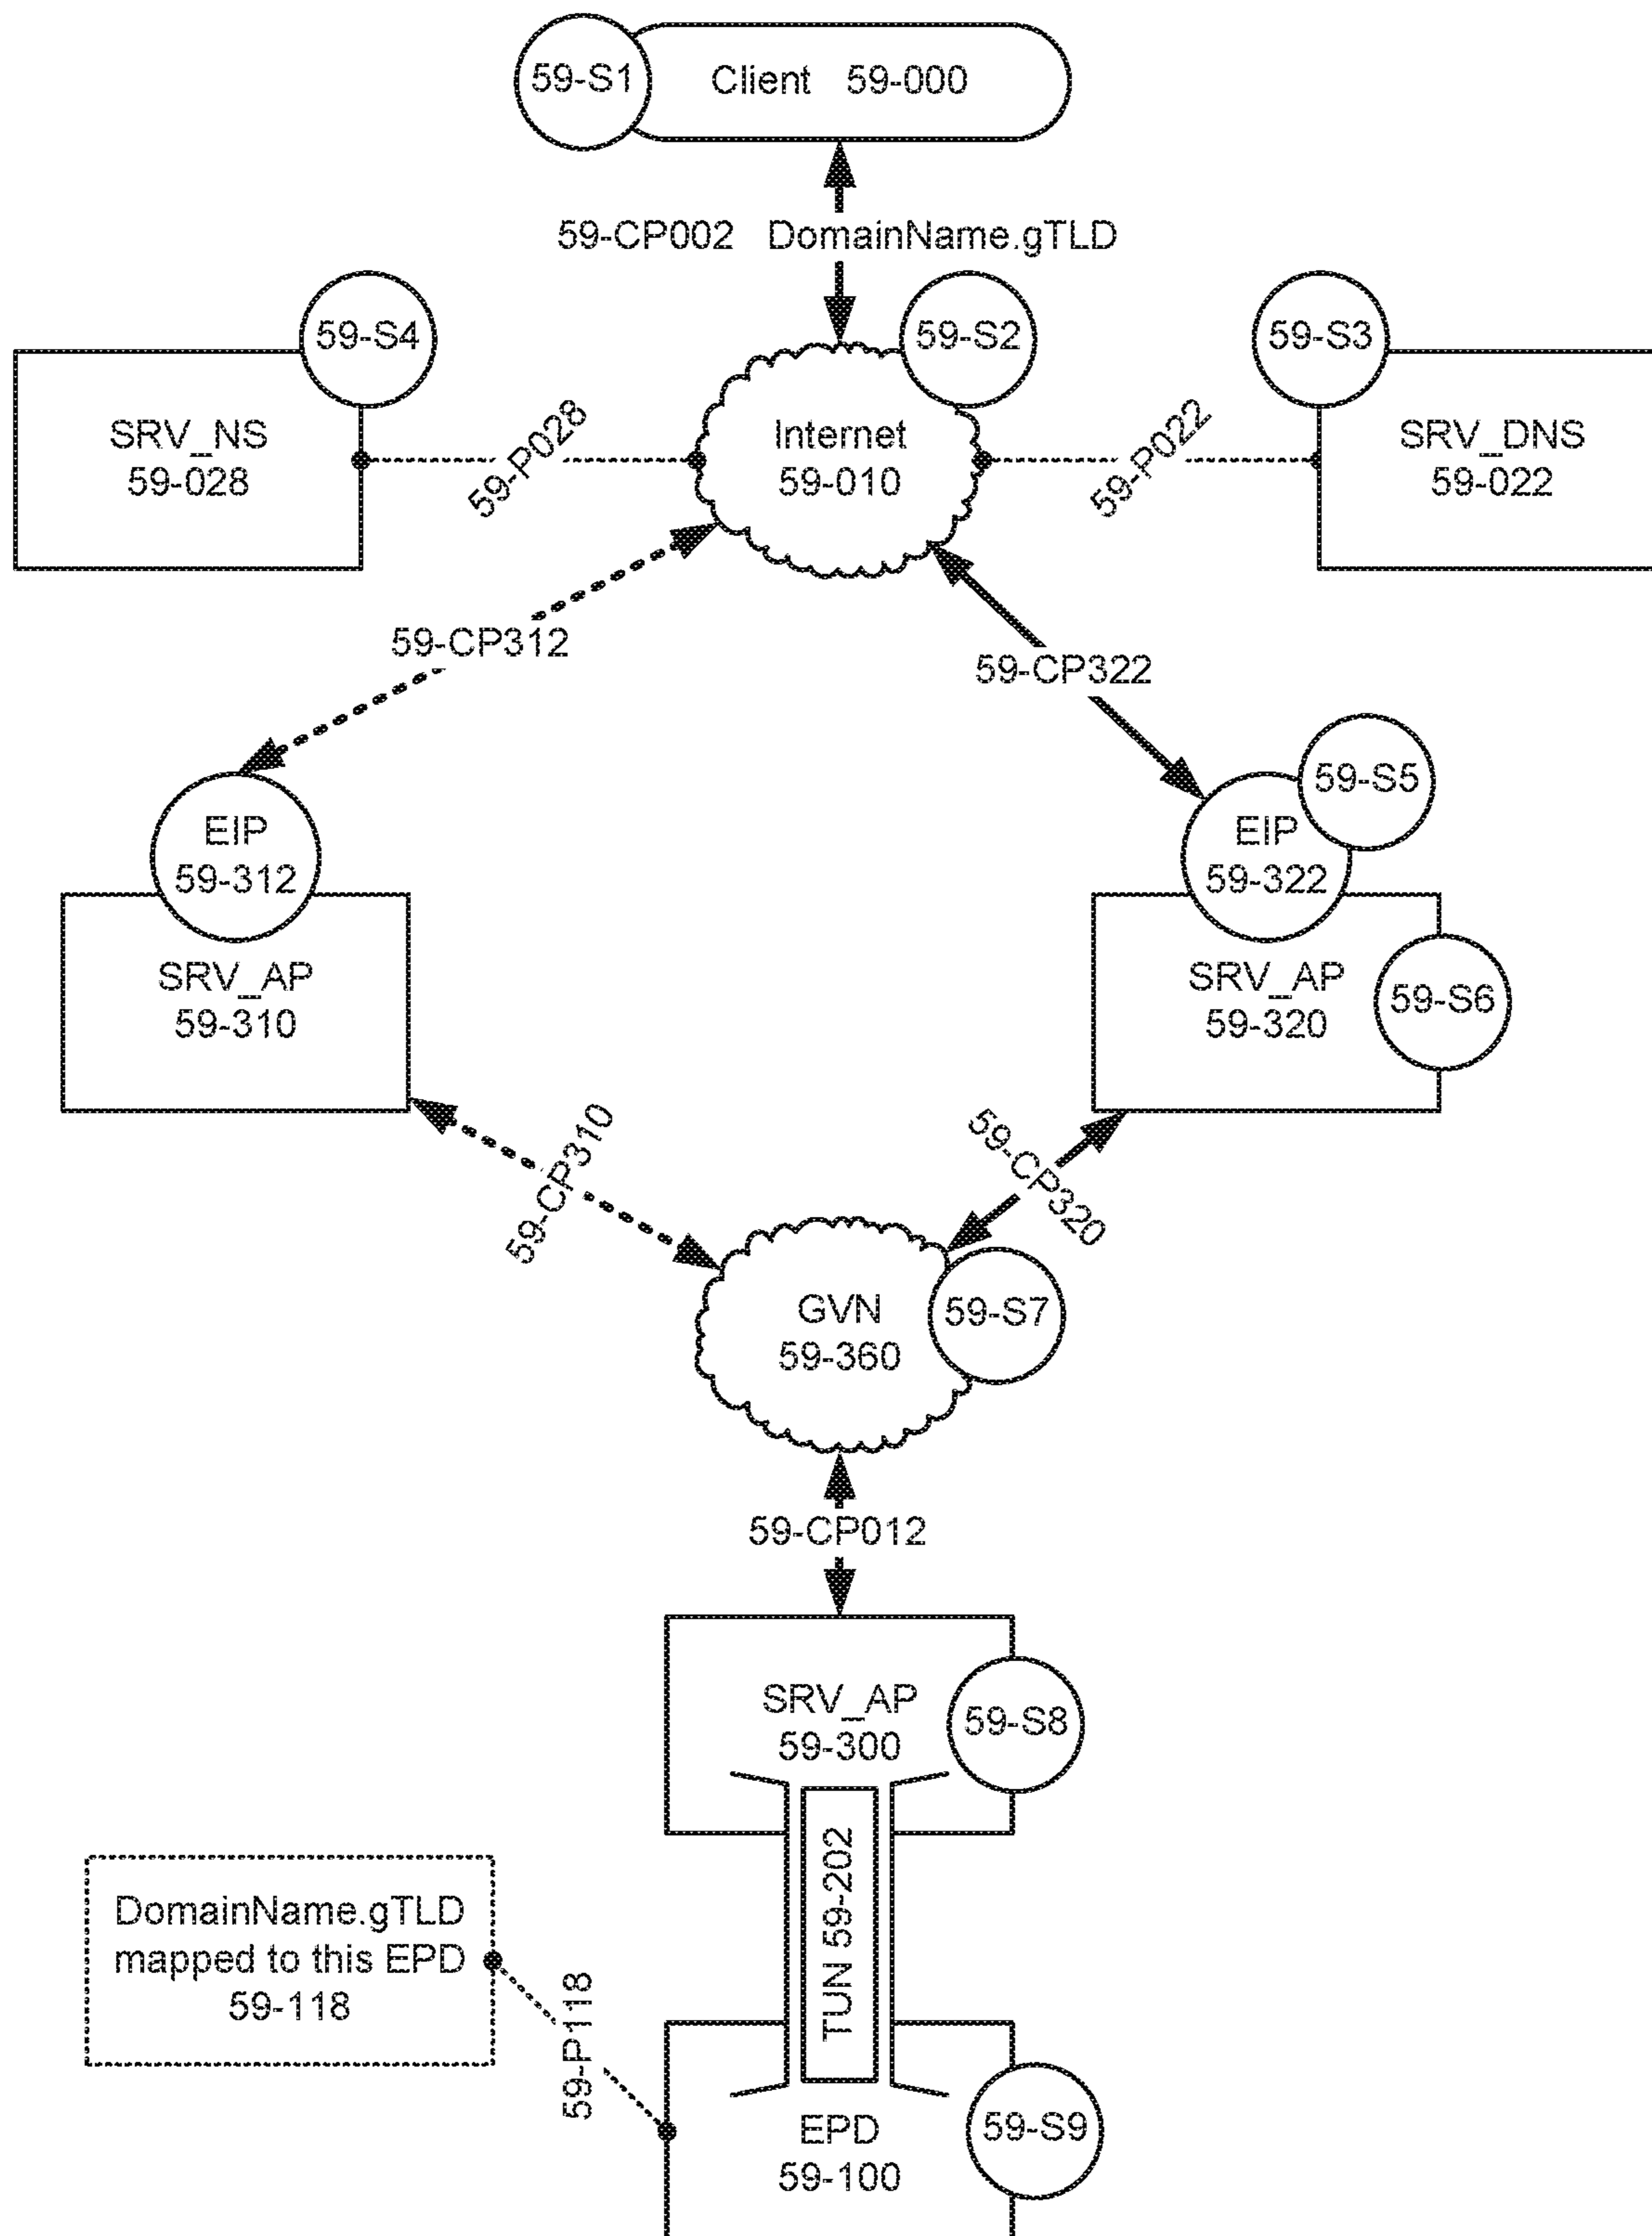 59-S1
Client 59-000
59-CP002 DomainName.gTLD
59-S4
59-S2
59-S3
SRV_NS
59-028
59-P028
Internet
59-010
59-P022
SRV_DNS
59-022
59-CP312
59-CP322
59-S5
EIP
59-312
EIP
59-322
SRV_AP
59-310
SRV_AP
59-320
59-S6
59-CP310
59-CP320
GVN
59-360
59-S7
59-CP012
SRV_AP
59-300
59-S8
TUN 59-202
DomainName.gTLD
mapped to this EPD
59-118
59-P118
EPD
59-100
59-S9